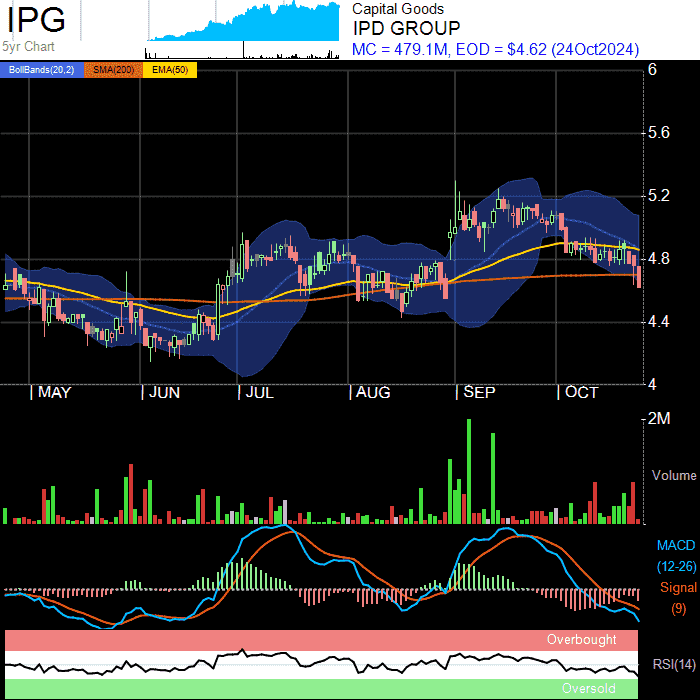 IPG
5yr Chart
Capital Goods
IPD GROUP
MC = 479.1M, EOD = $4.62 (24Oct2024)
BollBands(20,2) SMA(200) EMA(50)
6
5.6
5.2
4.8
4.4
4
MAY JUN JUL AUG SEP OCT
2M
Volume
MACD
(12-26)
Signal
(9)
Overbought
RSI(14)
Oversold